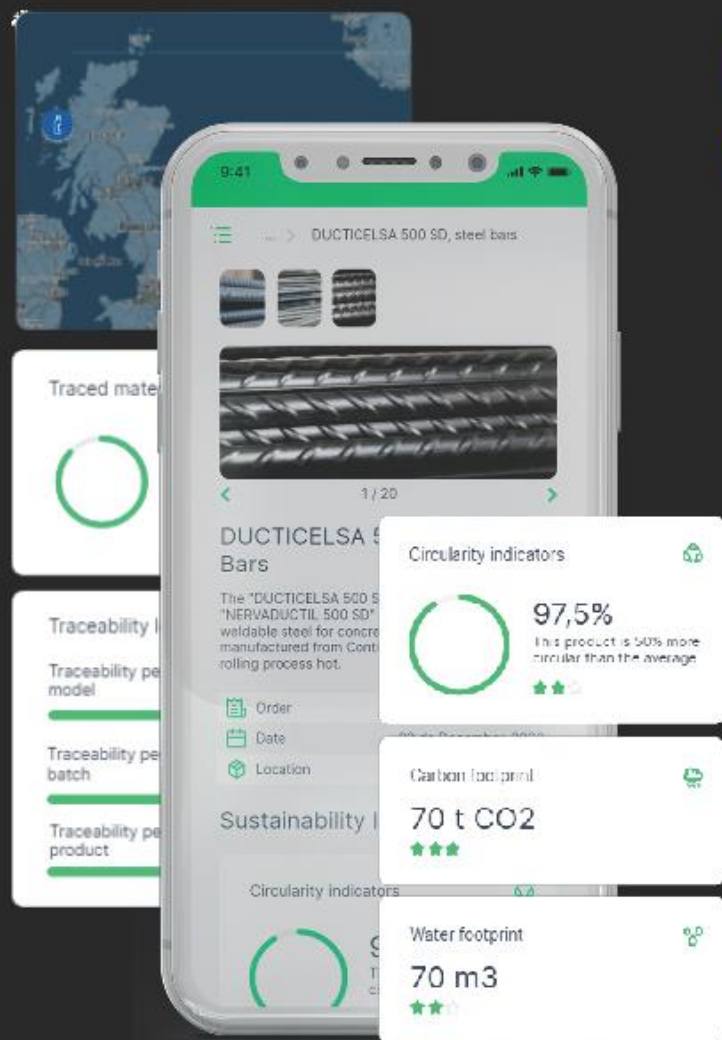 9:41
... > DUCTICELSA 500 SD, steel bars
Traced mate
1 / 20
DUCTICELSA 5
Bars
The "DUCTICELSA 500 S
"NERVADUCTIL 500 SD"
weldable steel for concre
manufactured from Conti
rolling process hot.
Order
Date
Location
Sustainability I
Circularity indicators
Traceability l
Traceability pe
model
Traceability pe
batch
Traceability pe
product
Circularity indicators
97,5%
This product is 50% more
circular than the average
Carbon footprint
70 t CO2
Water footprint
70 m3